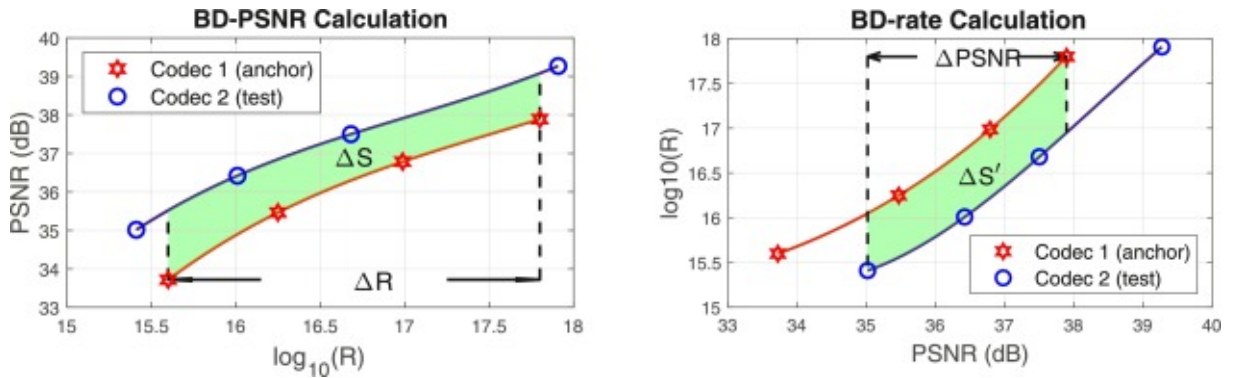 BD-PSNR Calculation
40
39
38
37
36
35
34
33
PSNR (dB)
Codec 1 (anchor)
Codec 2 (test)
ΔS
ΔR
15
15.5
16
16.5
17
17.5
18
log10(R)
BD-rate Calculation
18
17.5
17
16.5
16
15.5
15
log10(R)
ΔPSNR
ΔS′
Codec 1 (anchor)
Codec 2 (test)
33
34
35
36
37
38
39
40
PSNR (dB)